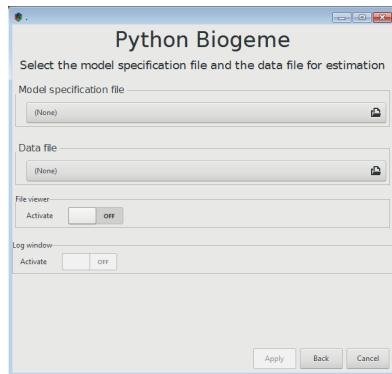 Python Biogeme
Select the model specification file and the data file for estimation
Model specification file
(None)
Data file
(None)
File viewer
Activate OFF
Log window
Activate OFF
Apply Back Cancel